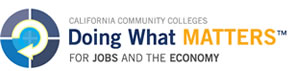 CALIFORNIA COMMUNITY COLLEGES
Doing What MATTERS™
FOR JOBS AND THE ECONOMY